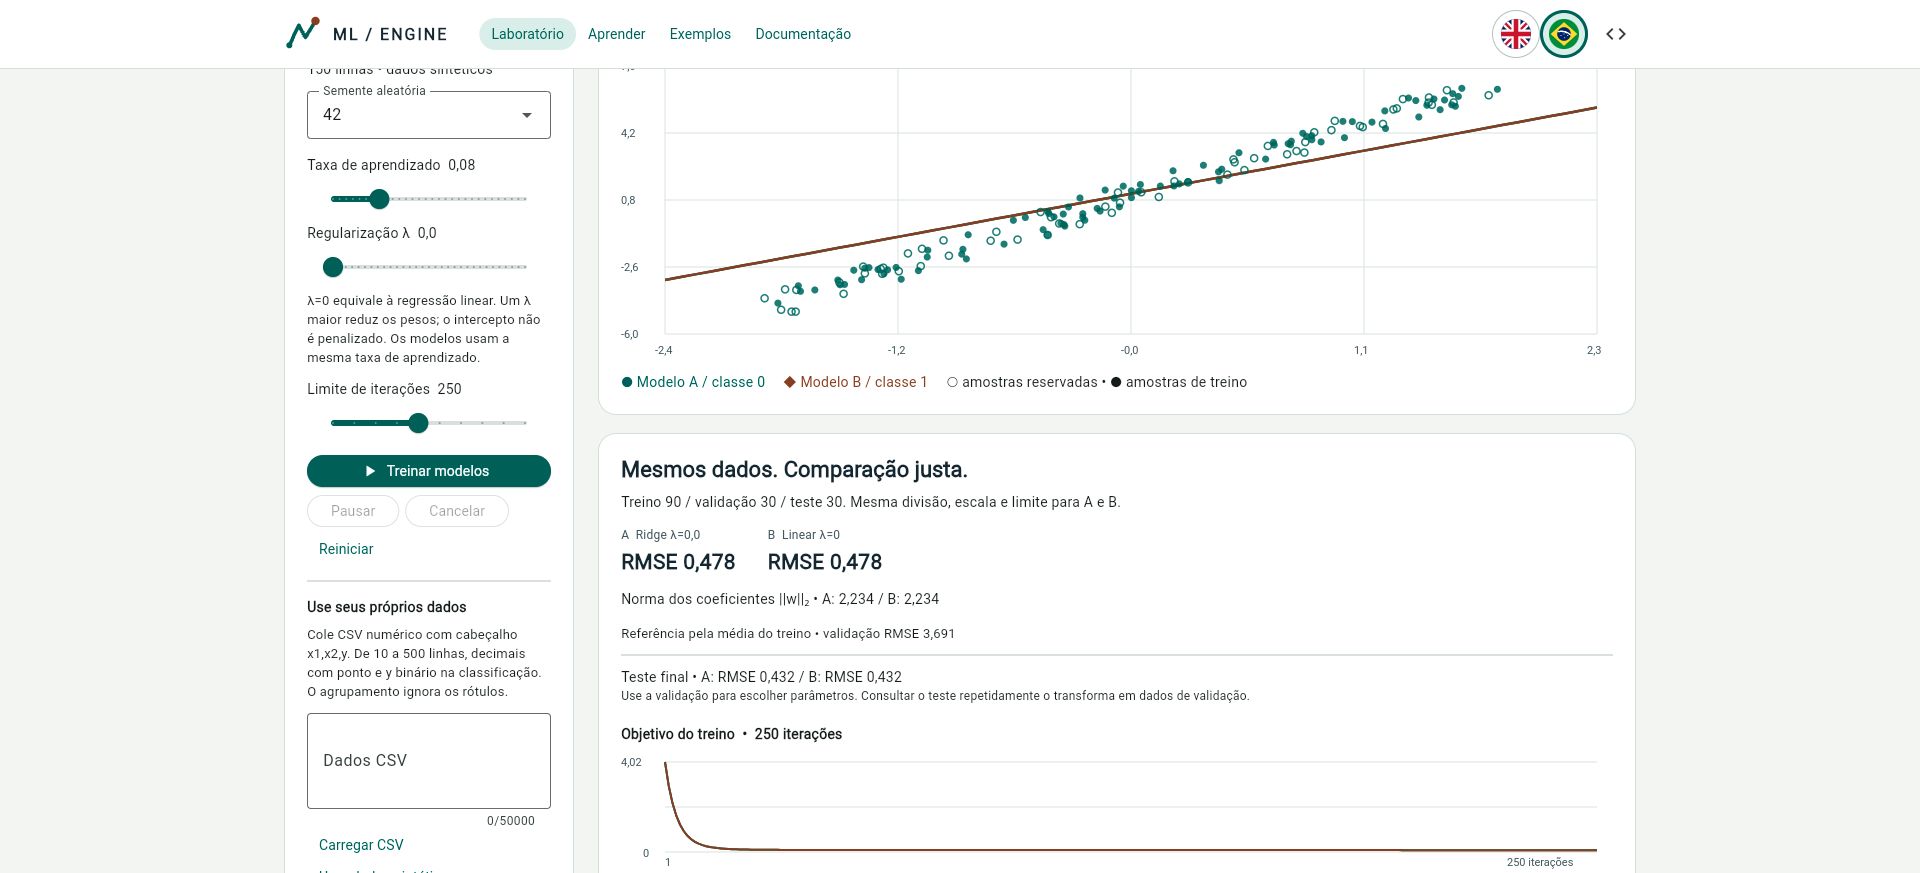 ML / ENGINE
Laboratório
Aprender
Exemplos
Documentação
150 linhas • dados sintéticos
Semente aleatória
42
Taxa de aprendizado 0,08
Regularização λ 0,0
λ=0 equivale à regressão linear. Um λ
maior reduz os pesos; o intercepto não
é penalizado. Os modelos usam a
mesma taxa de aprendizado.
Limite de iterações 250
Treinar modelos
Pausar
Cancelar
Reiniciar
Use seus próprios dados
Cole CSV numérico com cabeçalho
x1,x2,y. De 10 a 500 linhas, decimais
com ponto e y binário na classificação.
O agrupamento ignora os rótulos.
Dados CSV
0/50000
Carregar CSV
4,2
0,8
-2,6
-6,0
-2,4
-1,2
-0,0
1,1
2,3
Modelo A / classe 0
Modelo B / classe 1
amostras reservadas • 
amostras de treino
Mesmos dados. Comparação justa.
Treino 90 / validação 30 / teste 30. Mesma divisão, escala e limite para A e B.
A Ridge λ=0,0
RMSE 0,478
B Linear λ=0
RMSE 0,478
Norma dos coeficientes ||w||₂ • A: 2,234 / B: 2,234
Referência pela média do treino • validação RMSE 3,691
Teste final • A: RMSE 0,432 / B: RMSE 0,432
Use a validação para escolher parâmetros. Consultar o teste repetidamente o transforma em dados de validação.
Objetivo do treino • 250 iterações
4,02
0
1
250 iterações